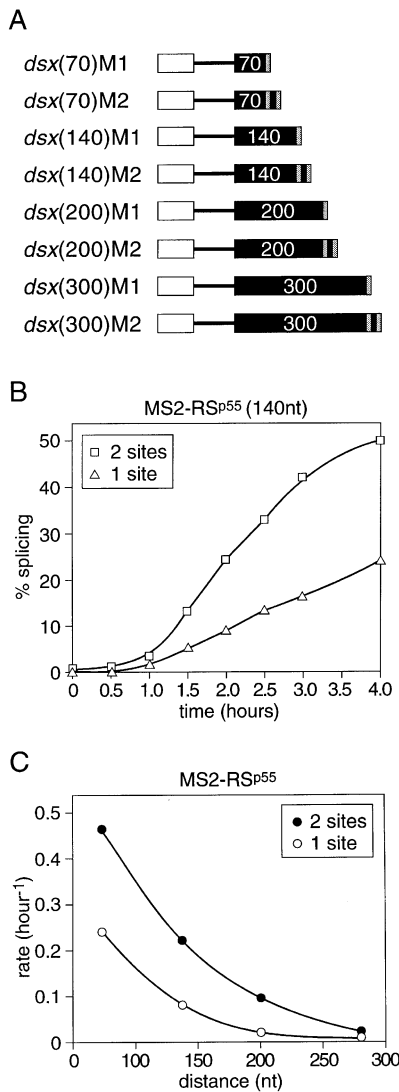 A
dsx(70)M1 70
dsx(70)M2 70
dsx(140)M1 140
dsx(140)M2 140
dsx(200)M1 200
dsx(200)M2 200
dsx(300)M1 300
dsx(300)M2 300
B
MS2-RSp55 (140nt)
50
40
30
20
10
0
% splicing
2 sites
1 site
0 0.5 1.0 1.5 2.0 2.5 3.0 3.5 4.0
time (hours)
C
MS2-RSp55
0.5
0.4
0.3
0.2
0.1
0
rate (hour-1)
2 sites
1 site
0 100 150 200 250 300
distance (nt)